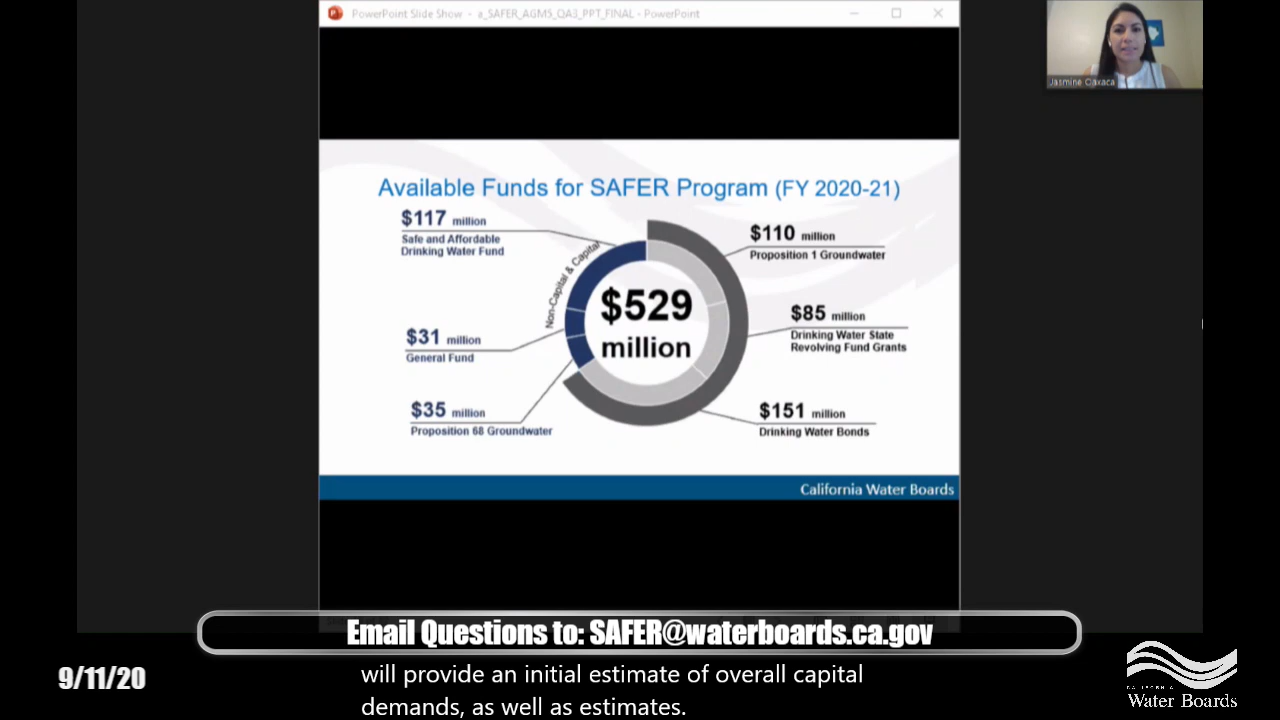 PowerPoint Slide Show - a_SAFER_AGM5_QA3_PPT_FINAL - PowerPoint
Jasmine Oaxaca
Available Funds for SAFER Program (FY 2020-21)
$117 million
Safe and Affordable
Drinking Water Fund
$31 million
General Fund
$35 million
Proposition 68 Groundwater
Non-Capital & Capital
$529
million
$110 million
Proposition 1 Groundwater
$85 million
Drinking Water State
Revolving Fund Grants
$151 million
Drinking Water Bonds
California Water Boards
Email Questions to: SAFER@waterboards.ca.gov
will provide an initial estimate of overall capital
demands, as well as estimates.
9/11/20
CALIFORNIA
Water Boards